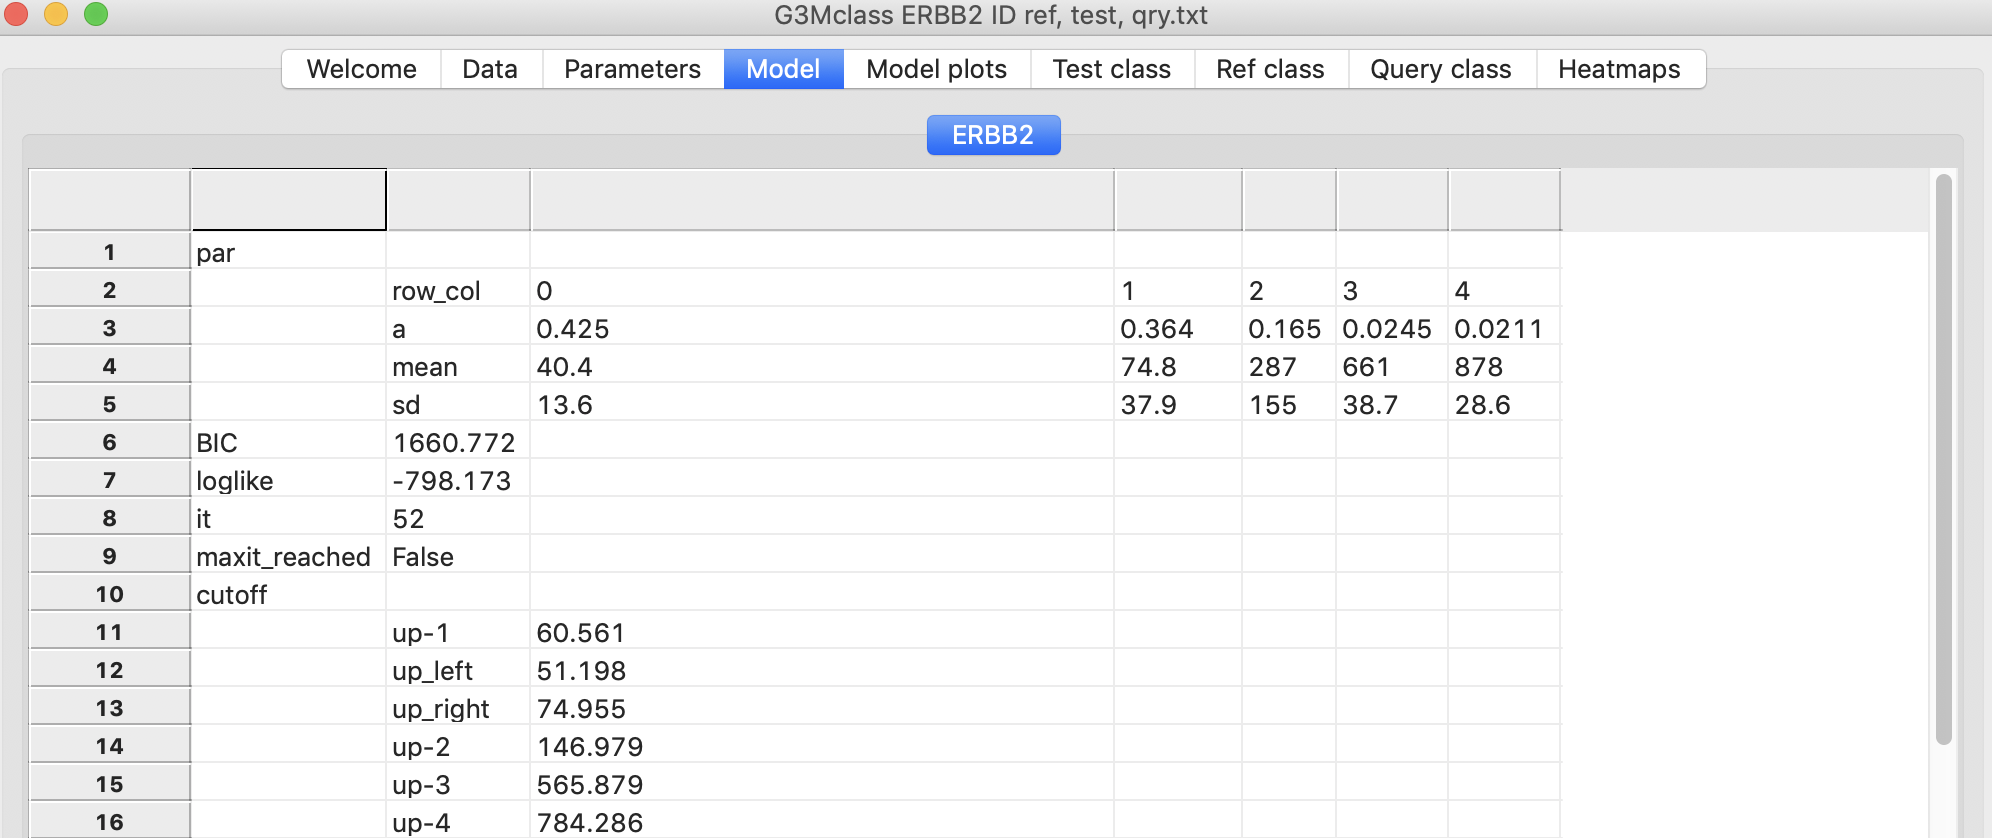 G3Mclass ERBB2 ID ref, test, qry.txt
Welcome Data Parameters Model Model plots Test class Ref class Query class Heatmaps
ERBB2
1 par
2 row_col 0 1 2 3 4
3 a 0.425 0.364 0.165 0.0245 0.0211
4 mean 40.4 74.8 287 661 878
5 sd 13.6 37.9 155 38.7 28.6
6 BIC 1660.772
7 loglike -798.173
8 it 52
9 maxit_reached False
10 cutoff
11 up-1 60.561
12 up_left 51.198
13 up_right 74.955
14 up-2 146.979
15 up-3 565.879
16 up-4 784.286